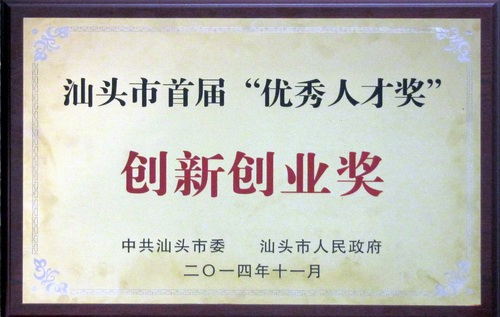 汕头市首届“优秀人才奖”
创新创业奖
中共汕头市委 汕头市人民政府
二〇一四年十一月